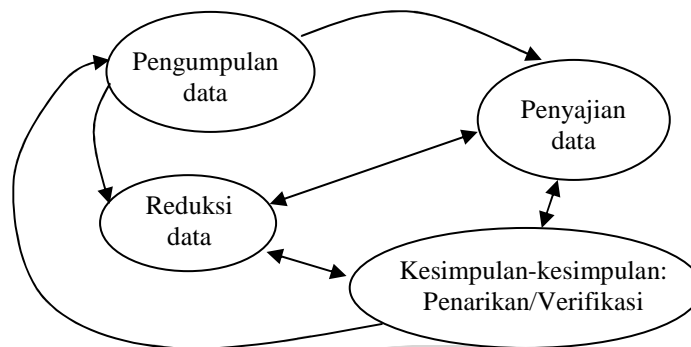 Pengumpulan
data
Penyajian
data
Reduksi
data
Kesimpulan-kesimpulan:
Penarikan/Verifikasi